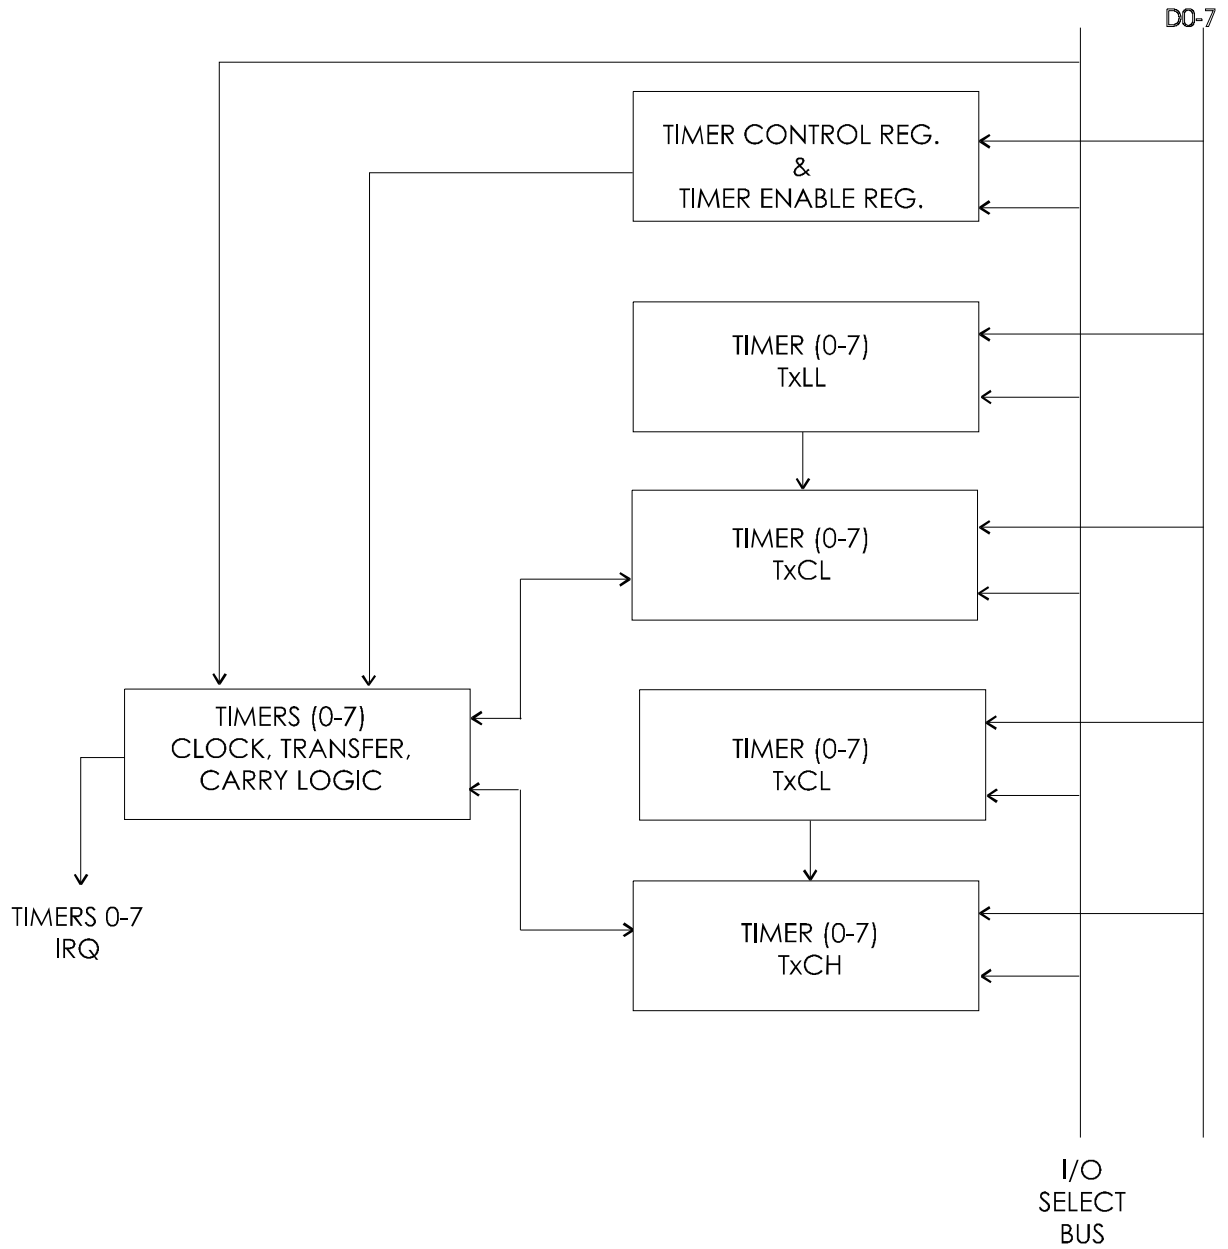 D0-7
TIMER CONTROL REG.
&
TIMER ENABLE REG.
TIMER (0-7)
TxLL
TIMER (0-7)
TxCL
TIMERS (0-7)
CLOCK, TRANSFER,
CARRY LOGIC
TIMER (0-7)
TxCL
TIMERS 0-7
IRQ
TIMER (0-7)
TxCH
I/O
SELECT
BUS